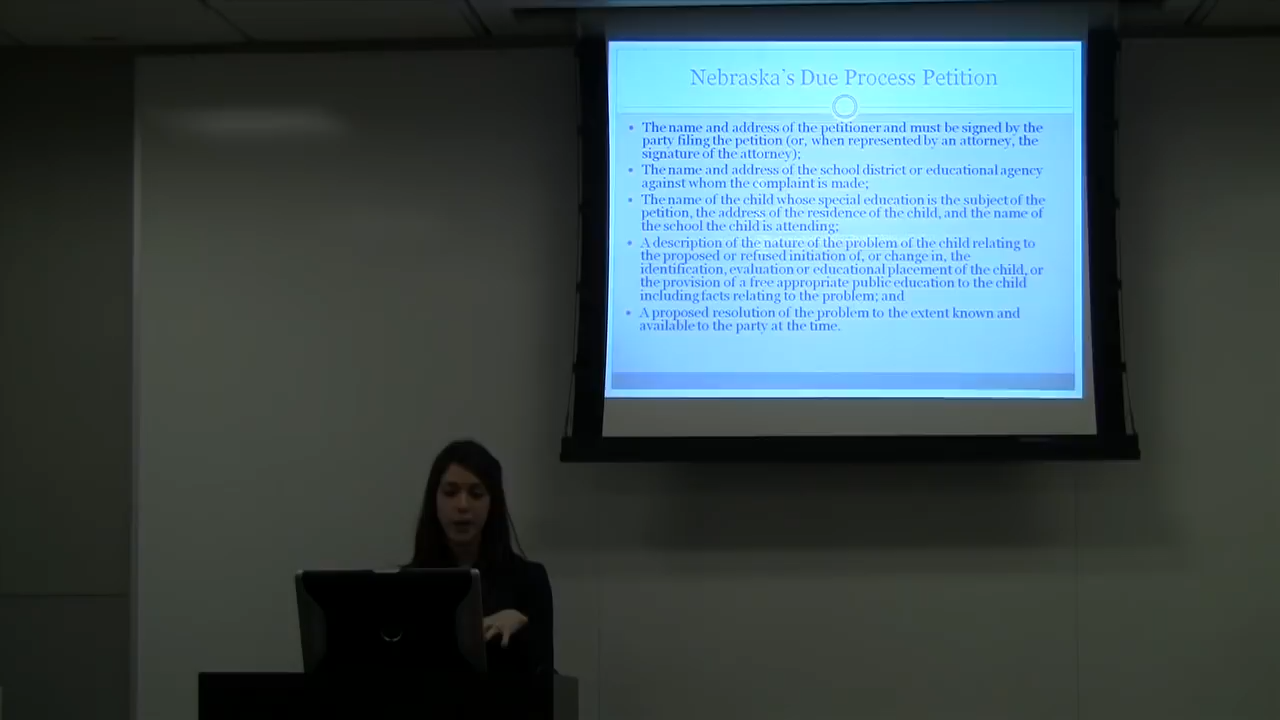 Nebraska's Due Process Petition
• The name and address of the petitioner and must be signed by the
party filing the petition (or, when represented by an attorney, the
signature of the attorney);
• The name and address of the school district or educational agency
against whom the complaint is made;
• The name of the child whose special education is the subject of the
petition, the address of the residence of the child, and the name of
the school the child is attending;
• A description of the nature of the problem of the child relating to
the proposed or refused initiation of, or change in, the
identification, evaluation or educational placement of the child, or
the provision of a free appropriate public education to the child
including facts relating to the problem; and
• A proposed resolution of the problem to the extent known and
available to the party at the time.